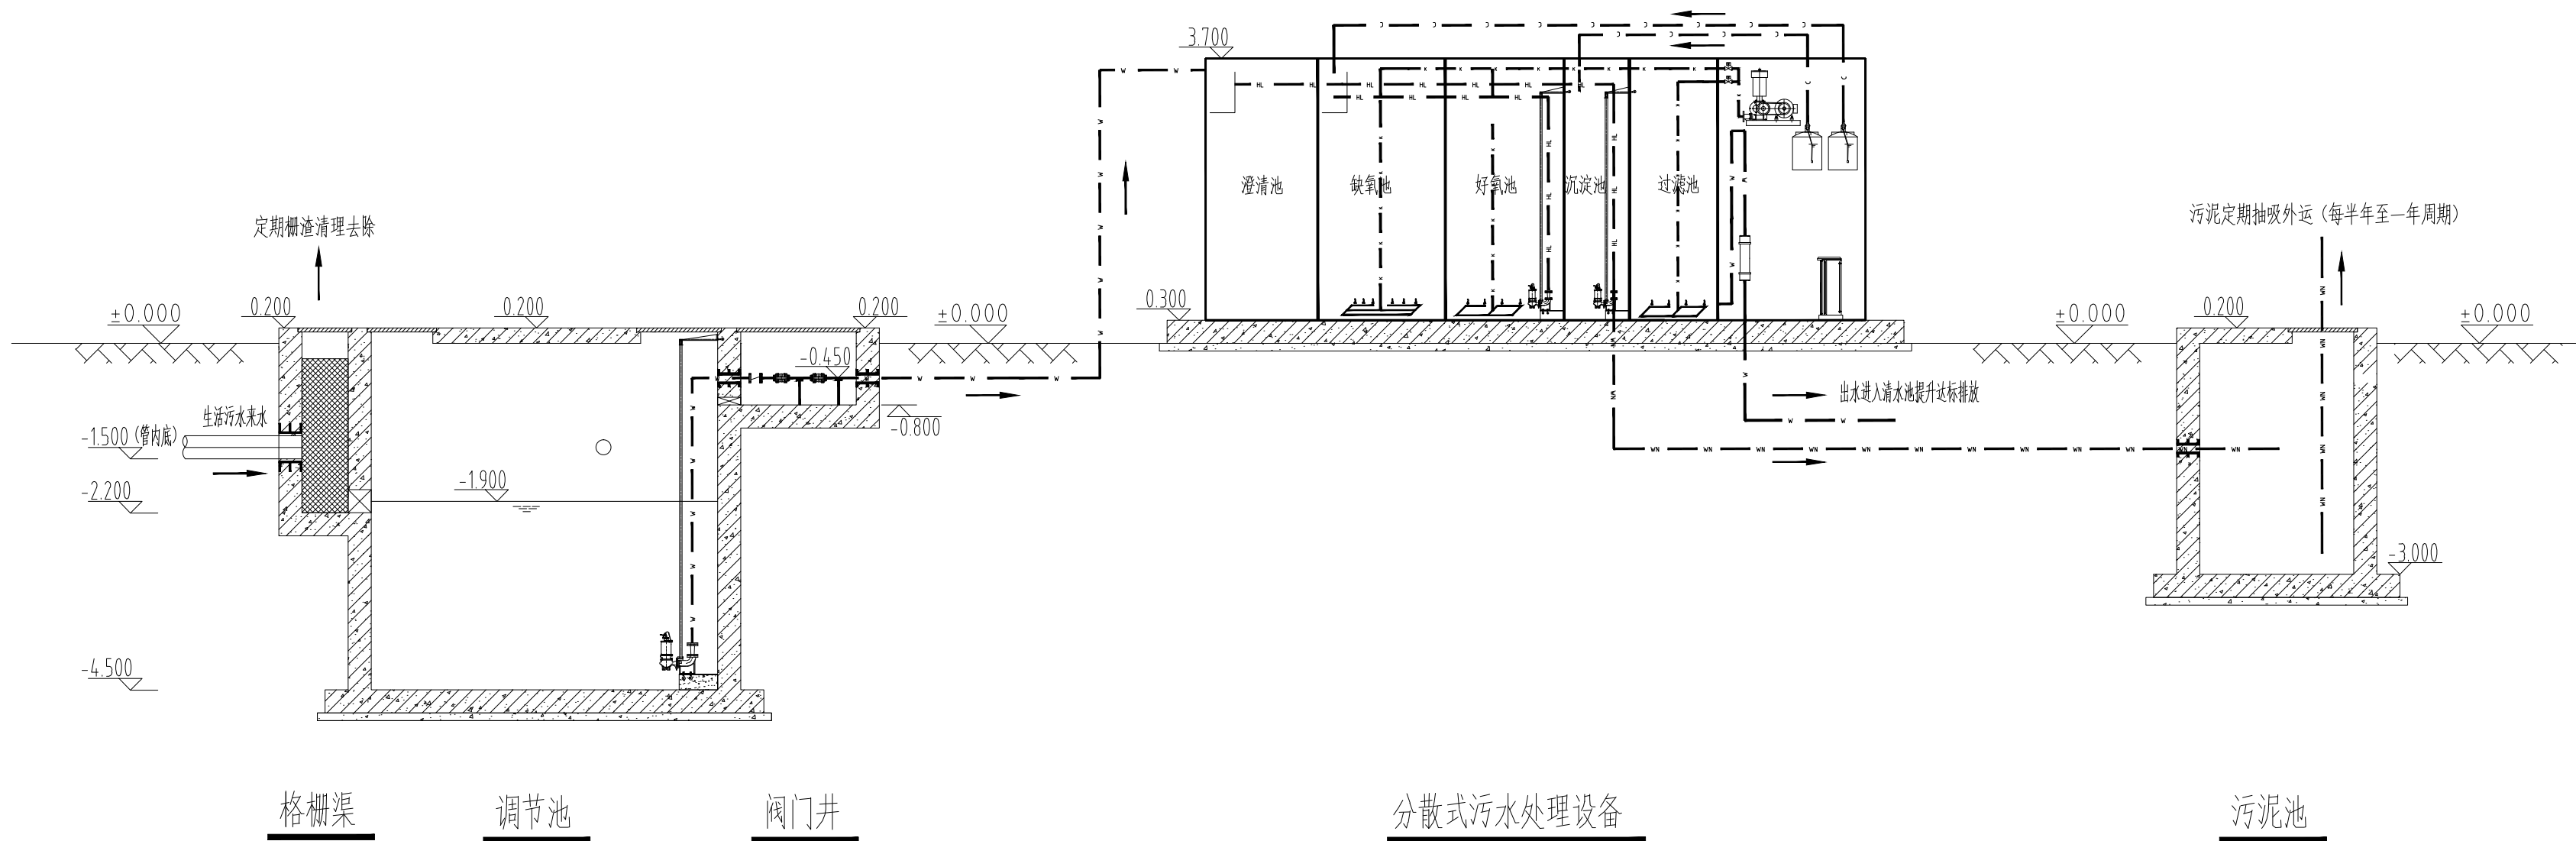 3.700
澄清池
缺氧池
好氧池
沉淀池
过滤池
定期栅渣清理去除
污泥定期抽吸外运（每半年至一年周期）
±0.000
0.200
0.200
0.200
±0.000
0.300
±0.000
0.200
±0.000
-0.450
生活污水来水
-1.500（管内底）
-0.800
出水进入清水池提升达标排放
-2.200
-1.900
-3.000
-4.500
格栅渠
调节池
阀门井
分散式污水处理设备
污泥池